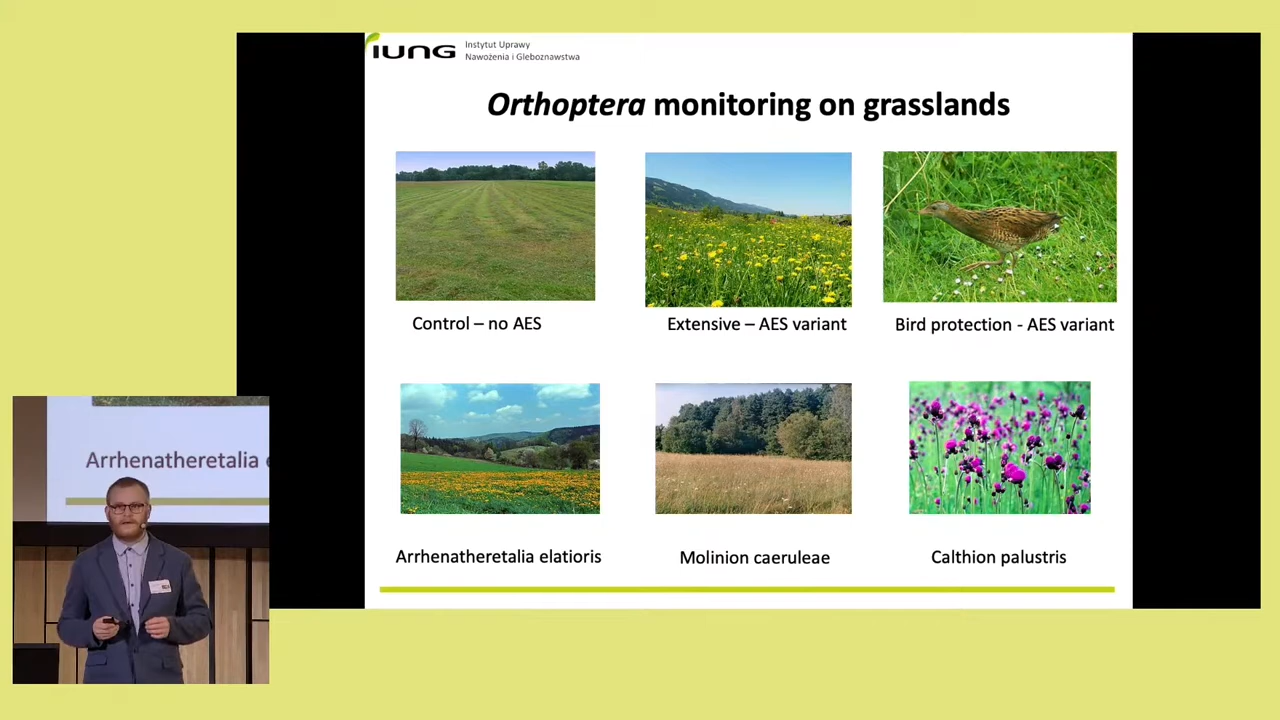 IUNG
Instytut Uprawy
Nawożenia i Gleboznawstwa
Orthoptera monitoring on grasslands
Control – no AES
Extensive – AES variant
Bird protection - AES variant
Arrhenatheretalia elatioris
Molinion caeruleae
Calthion palustris
Arrhenatheretalia e